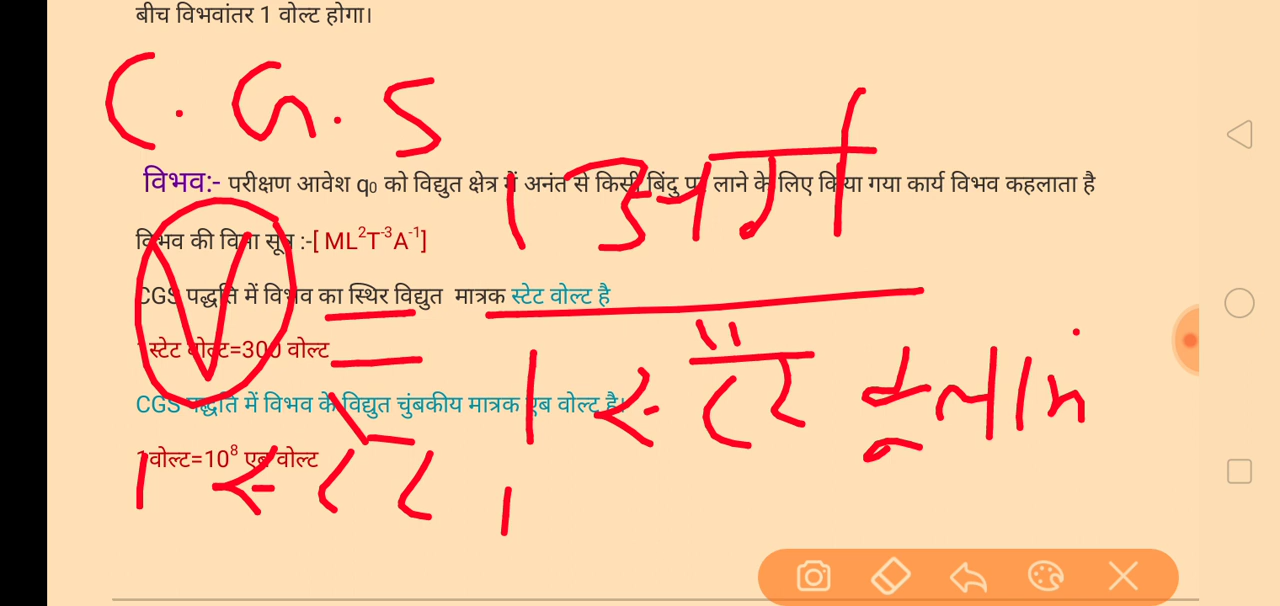 बीच विभवांतर 1 वोल्ट होगा।
C. G. S
विभव:- परीक्षण आवेश q₀ को विद्युत क्षेत्र में अनंत से किसी बिंदु पर लाने के लिए किया गया कार्य विभव कहलाता है
1 अर्ग
विभव की विमा सूत्र :-[ ML²T⁻³A⁻¹]
CGS पद्धति में विभव का स्थिर विद्युत मात्रक स्टेट वोल्ट है
V =
1स्टेट वोल्ट=300 वोल्ट
1 स्टेट कूलाम
CGS पद्धति में विभव के विद्युत चुंबकीय मात्रक एब वोल्ट है।
1वोल्ट=10⁸ एब वोल्ट
1